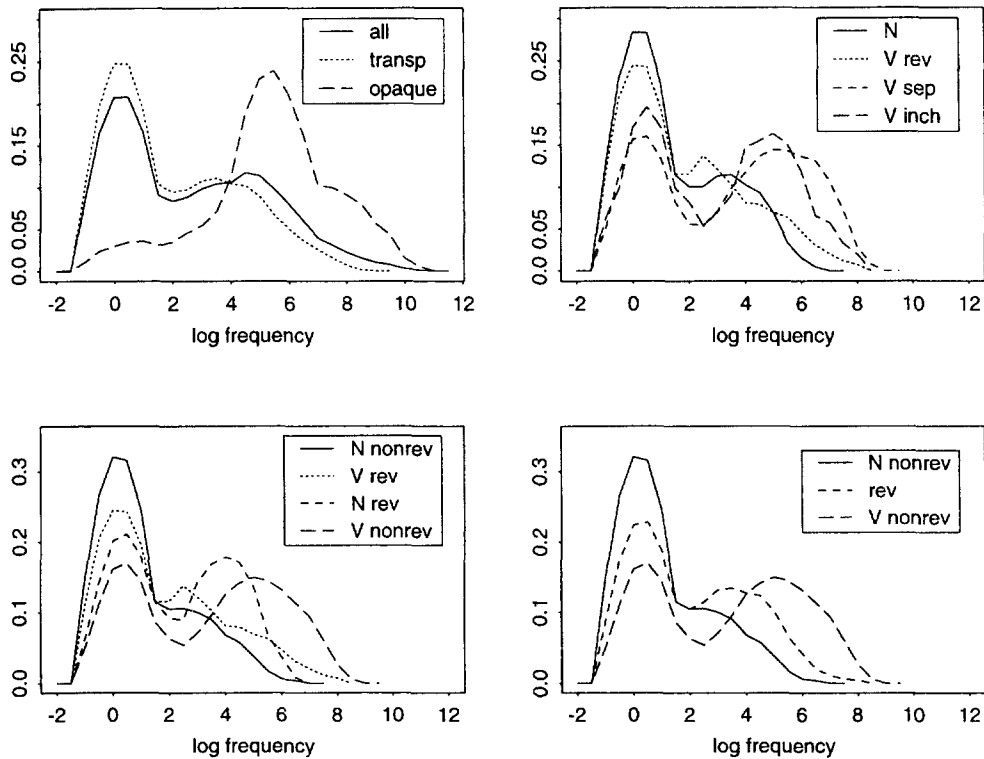 all
transp
opaque
0.0 0.05 0.15 0.25
-2 0 2 4 6 8 10 12
log frequency
N
V rev
V sep
V inch
0.0 0.05 0.15 0.25
-2 0 2 4 6 8 10 12
log frequency
N nonrev
V rev
N rev
V nonrev
0.0 0.1 0.2 0.3
-2 0 2 4 6 8 10 12
log frequency
N nonrev
rev
V nonrev
0.0 0.1 0.2 0.3
-2 0 2 4 6 8 10 12
log frequency